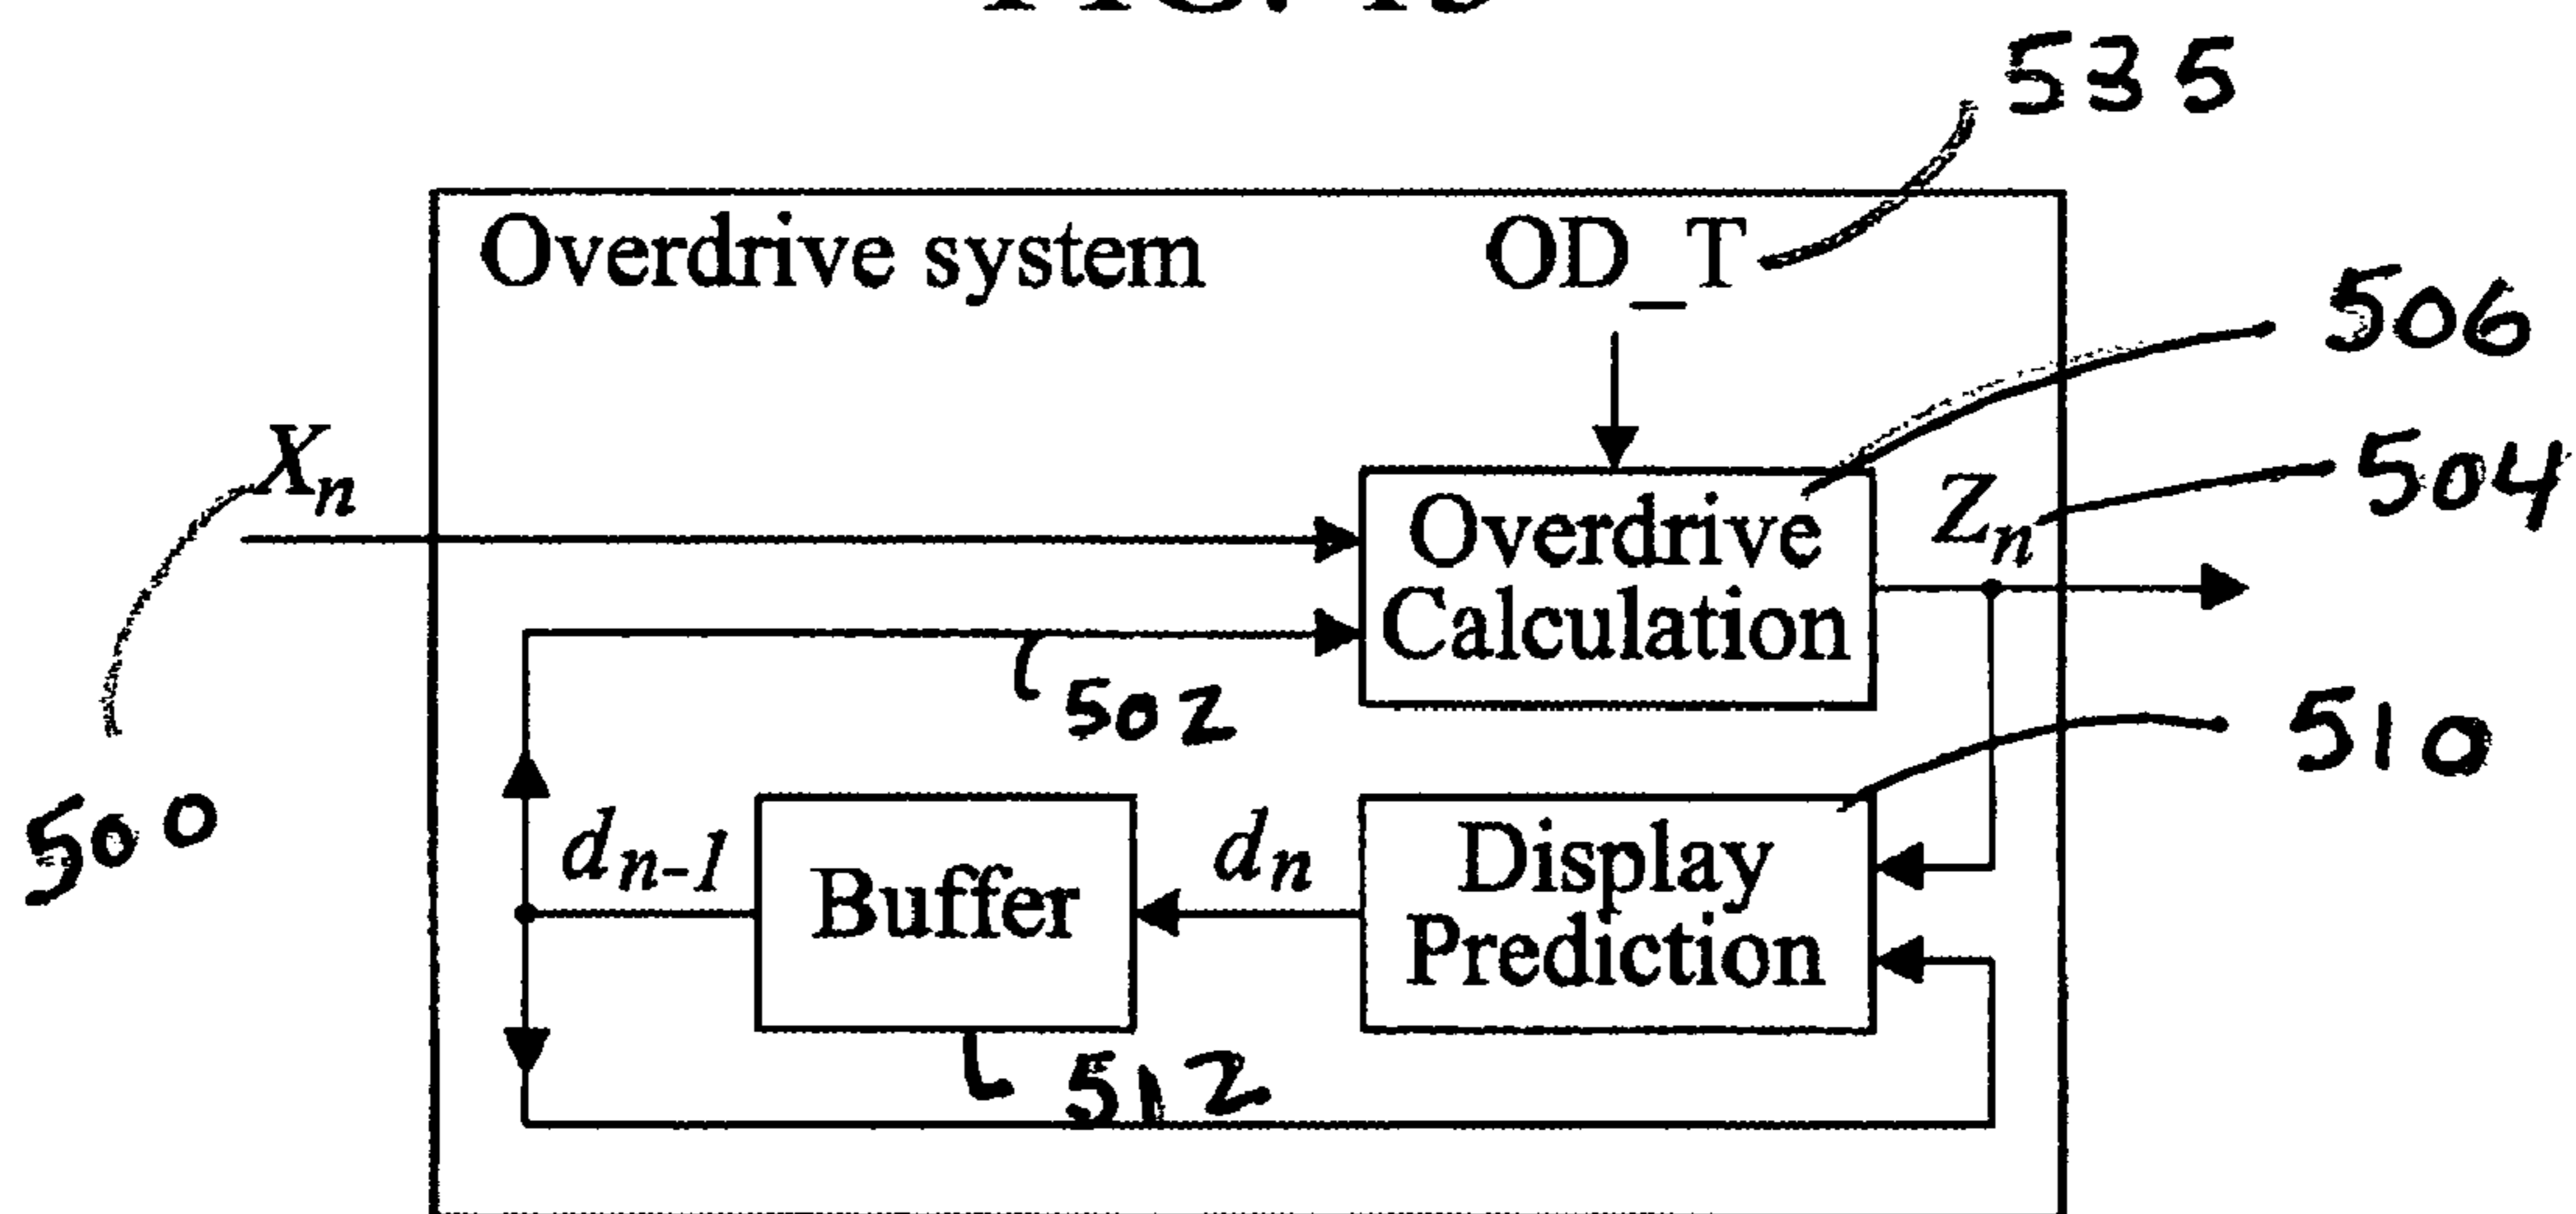 535
Overdrive system OD_T
506
Xn
Overdrive
Calculation
Zn
504
502
510
500
dn-1
Buffer
dn
Display
Prediction
512